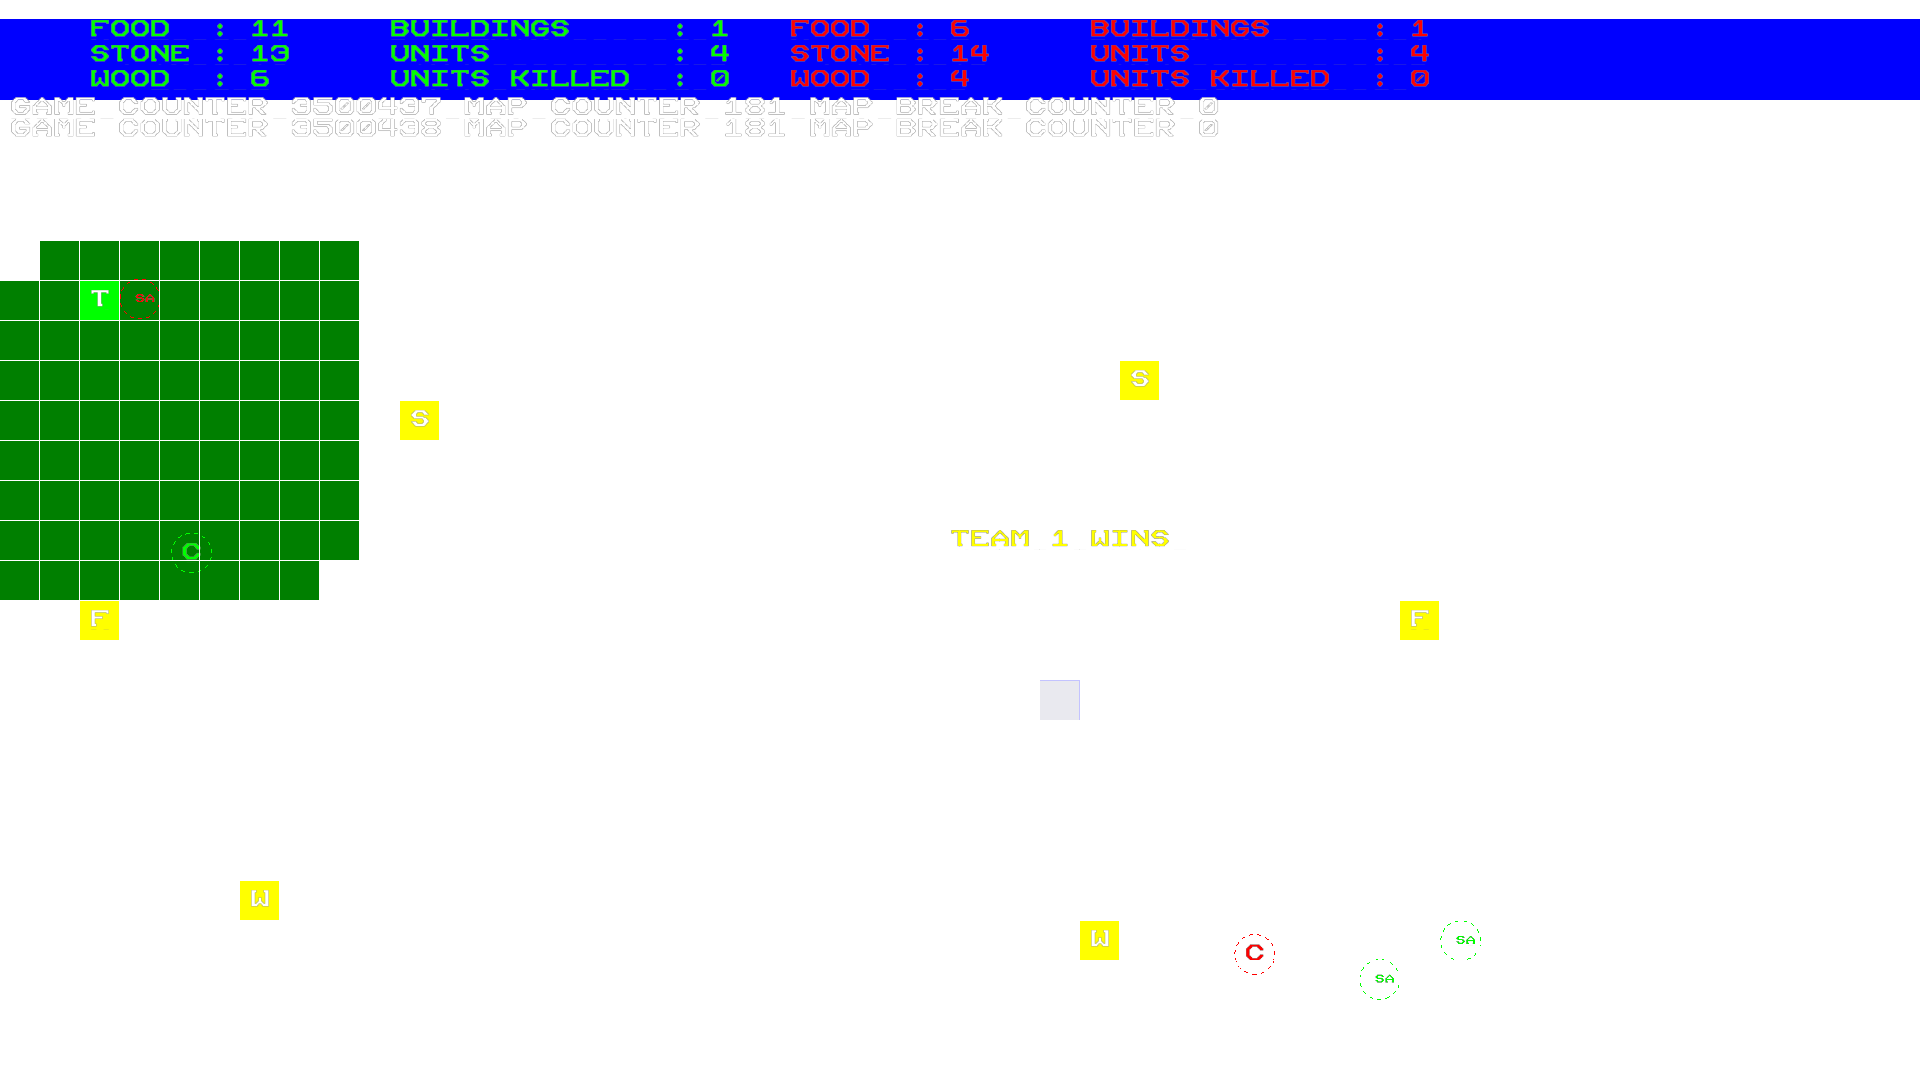 FOOD : 11 BUILDINGS : 1 FOOD : 6 BUILDINGS : 1
STONE : 13 UNITS : 4 STONE : 14 UNITS : 4
WOOD : 6 UNITS KILLED : 0 WOOD : 4 UNITS KILLED : 0
GAME COUNTER 3500437 MAP COUNTER 181 MAP BREAK COUNTER 0
GAME COUNTER 3500438 MAP COUNTER 181 MAP BREAK COUNTER 0
T SA
S
S
TEAM 1 WINS
C
F F
W
W C SA
SA